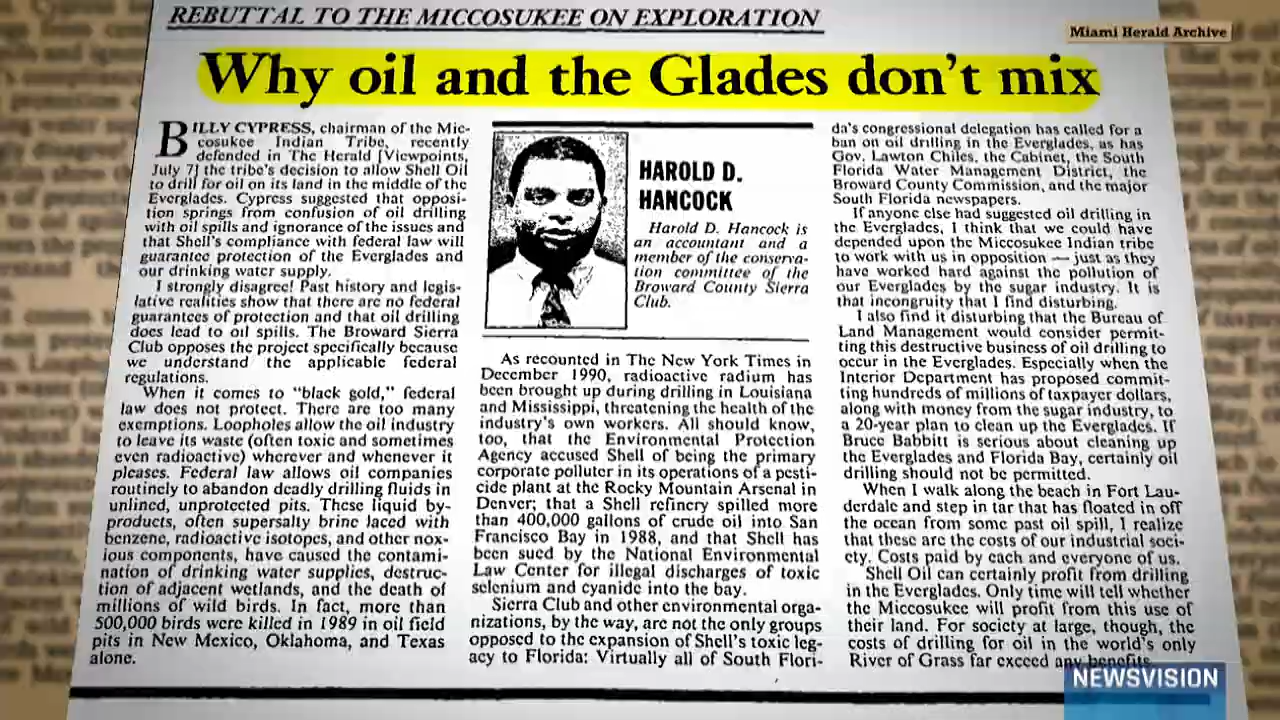 REBUTTAL TO THE MICCOSUKEE ON EXPLORATION
Miami Herald Archive
Why oil and the Glades don't mix
BILLY CYPRESS, chairman of the Mic-
cosukee Indian Tribe, recently
defended in The Herald [Viewpoints,
July 7] the tribe's decision to allow Shell Oil
to drill for oil on its land in the middle of the
Everglades. Cypress suggested that opposi-
tion springs from confusion of oil drilling
with oil spills and ignorance of the issues and
that Shell's compliance with federal law will
guarantee protection of the Everglades and
our drinking water supply.
I strongly disagree! Past history and legis-
lative realities show that there are no federal
guarantees of protection and that oil drilling
does lead to oil spills. The Broward Sierra
Club opposes the project specifically because
we understand the applicable federal
regulations.
When it comes to "black gold," federal
law does not protect. There are too many
exemptions. Loopholes allow the oil industry
to leave its waste (often toxic and sometimes
even radioactive) wherever and whenever it
pleases. Federal law allows oil companies
routinely to abandon deadly drilling fluids in
unlined, unprotected pits. These liquid by-
products, often supersalty brine laced with
benzene, radioactive isotopes, and other nox-
ious components, have caused the contami-
nation of drinking water supplies, destruc-
tion of adjacent wetlands, and the death of
millions of wild birds. In fact, more than
500,000 birds were killed in 1989 in oil field
pits in New Mexico, Oklahoma, and Texas
alone.
HAROLD D.
HANCOCK
Harold D. Hancock is
an accountant and a
member of the conserva-
tion committee of the
Broward County Sierra
Club.
As recounted in The New York Times in
December 1990, radioactive radium has
been brought up during drilling in Louisiana
and Mississippi, threatening the health of the
industry's own workers. All should know,
too, that the Environmental Protection
Agency accused Shell of being the primary
corporate polluter in its operations of a pesti-
cide plant at the Rocky Mountain Arsenal in
Denver; that a Shell refinery spilled more
than 400,000 gallons of crude oil into San
Francisco Bay in 1988, and that Shell has
been sued by the National Environmental
Law Center for illegal discharges of toxic
selenium and cyanide into the bay.
Sierra Club and other environmental orga-
nizations, by the way, are not the only groups
opposed to the expansion of Shell's toxic leg-
acy to Florida: Virtually all of South Flori-
da's congressional delegation has called for a
ban on oil drilling in the Everglades, as has
Gov. Lawton Chiles, the Cabinet, the South
Florida Water Management District, the
Broward County Commission, and the major
South Florida newspapers.
If anyone else had suggested oil drilling in
the Everglades, I think that we could have
depended upon the Miccosukee Indian tribe
to work with us in opposition — just as they
have worked hard against the pollution of
our Everglades by the sugar industry. It is
that incongruity that I find disturbing.
I also find it disturbing that the Bureau of
Land Management would consider permit-
ting this destructive business of oil drilling to
occur in the Everglades. Especially when the
Interior Department has proposed commit-
ting hundreds of millions of taxpayer dollars,
along with money from the sugar industry, to
a 20-year plan to clean up the Everglades. If
Bruce Babbitt is serious about cleaning up
the Everglades and Florida Bay, certainly oil
drilling should not be permitted.
When I walk along the beach in Fort Lau-
derdale and step in tar that has floated in off
the ocean from some past oil spill, I realize
that these are the costs of our industrial soci-
ety. Costs paid by each and everyone of us.
Shell Oil can certainly profit from drilling
in the Everglades. Only time will tell whether
the Miccosukee will profit from this use of
their land. For society at large, though, the
costs of drilling for oil in the world's only
River of Grass far exceed any benefits.
NEWSVISION